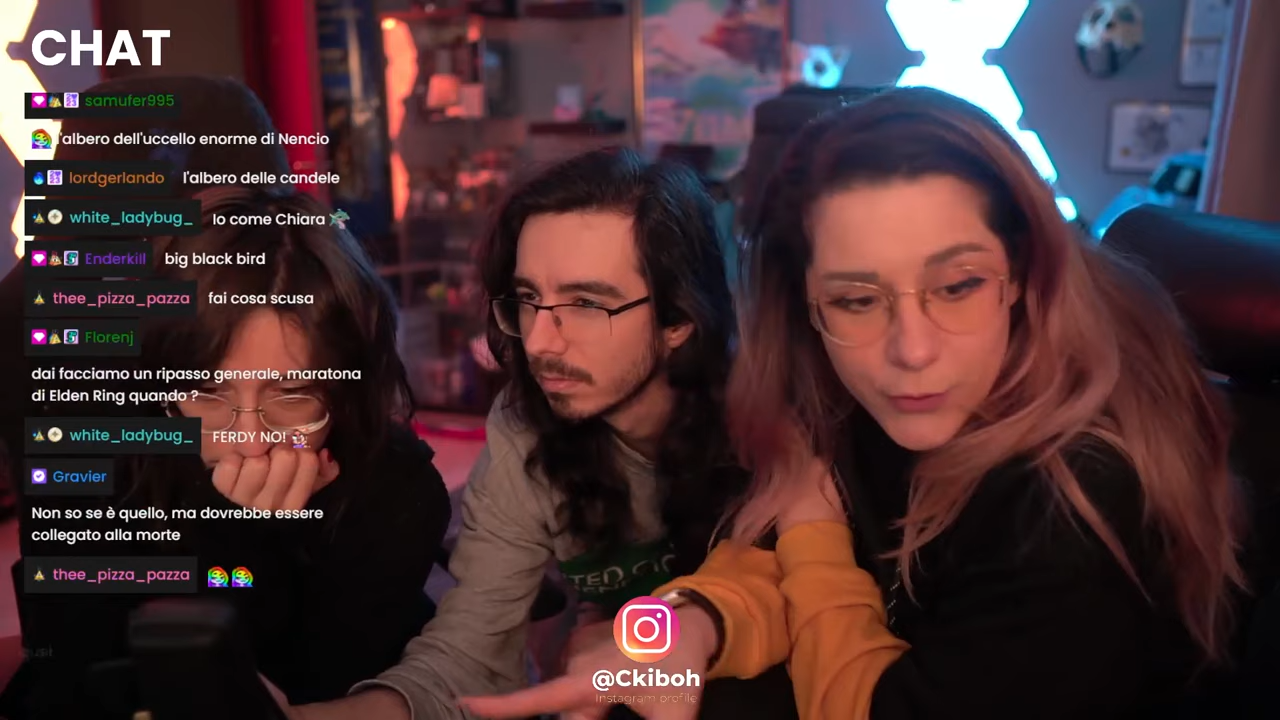 CHAT
samufer995
l'albero dell'uccello enorme di Nencio
lordgerlando l'albero delle candele
white_ladybug_ Io come Chiara
Enderkill big black bird
thee_pizza_pazza fai cosa scusa
Florenj
dai facciamo un ripasso generale, maratona
di Elden Ring quando ?
white_ladybug_ FERDY NO!
Gravier
Non so se è quello, ma dovrebbe essere
collegato alla morte
thee_pizza_pazza
@Ckiboh
Instagram profile